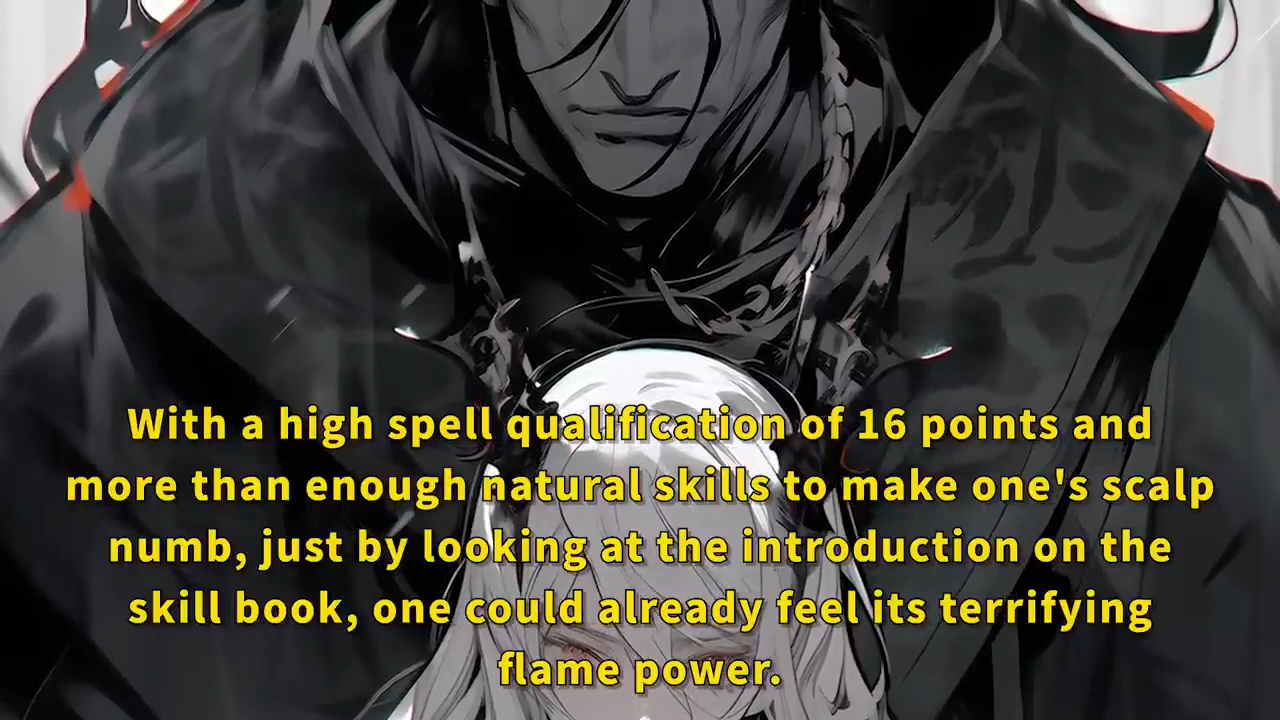 With a high spell qualification of 16 points and
more than enough natural skills to make one's scalp
numb, just by looking at the introduction on the
skill book, one could already feel its terrifying
flame power.